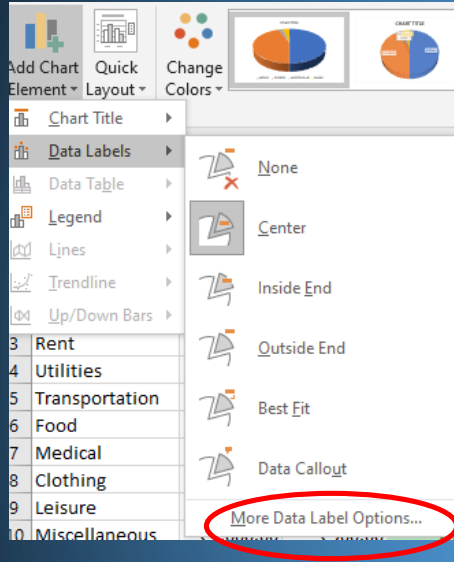 Add Chart Element
Quick Layout
Change Colors
CHART TITLE
Chart Title
Data Labels
Data Table
Legend
Lines
Trendline
Up/Down Bars
None
Center
Inside End
Outside End
Best Fit
Data Callout
More Data Label Options...
3 Rent
4 Utilities
5 Transportation
6 Food
7 Medical
8 Clothing
9 Leisure
10 Miscellaneous